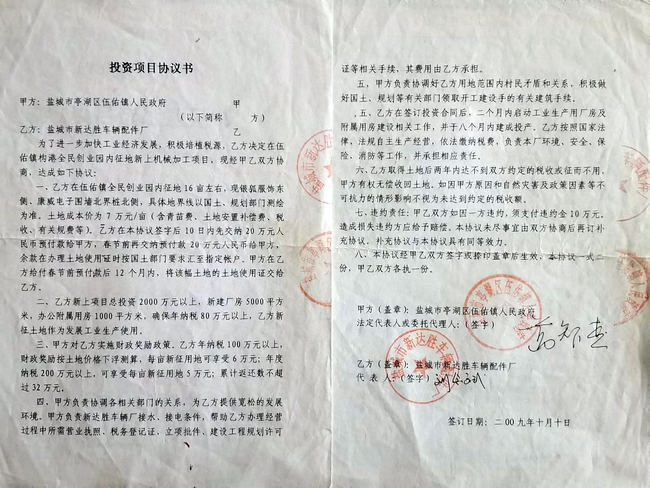 投资项目协议书
甲方：盐城市亭湖区伍佑镇人民政府 甲
（以下简称 方）
乙方：盐城市新达胜车辆配件厂 乙
为了进一步加快工业经济发展，积极培植税源，乙方决定在伍
佑镇构港全民创业园内征地新上机械加工项目，现经甲乙双方协
商，达成如下协议：
一、乙方在伍佑镇全民创业园内征地16亩左右，现银弧服饰东
侧、康威电子围墙北界桩北侧，具体地界线以国土、规划部门测绘
为准。土地成本价为7万元/亩（含青苗费、土地安置补偿费、税
收、有关规费等）。乙方在本协议签字后10日内先交纳20万元人
民币预付款给甲方，春节前再交纳预付款20万元人民币给甲方，
余款在办理土地使用证时按国土部门要求汇至指定帐户。甲方在乙
方给付春节前预付款后12个月内，将该幅土地的土地使用证交给
乙方。
二、乙方新上项目总投资2000万元以上，新建厂房5000平方
米，办公附属用房1000平方米，确保年纳税80万元以上，乙方新
征土地作为发展工业生产使用。
三、甲方对乙方实施财政奖励政策。乙方年纳税100万元以上，
财政奖励按土地价格下浮测算，每亩新征用地可享受6万元；年度
纳税200万元以上，可享受每亩新征用地5万元；累计返还数不超
过32万元。
四、甲方负责协调各相关部门的关系，为乙方提供宽松的发展
环境。甲方负责新达胜车辆厂接水、接电条件，帮助乙方办理经营
过程中所需营业执照、税务登记证、立项批件、建设工程规划许可
证等相关手续，其费用由乙方承担。
五、甲方负责协调好乙方用地范围内村民矛盾和关系，积极做
好国土、规划等有关部门领取开工建设手的有关建筑手续。
五、乙方在签订投资合同后，二个月内启动工业生产用厂房及
附属用房建设相关工作，并于八个月内建成投产。乙方按照国家法
律，法规自主生产经营，依法缴纳税费，负责本厂环境、安全、保
险、消防等工作，并承担相应责任。
六、乙方取得土地后两年内达不到双方约定的税收或征而不用，
甲方有权无偿收回土地。如因甲方原因和自然灾害及政策因素等不
可抗力的情形影响不视为未达到约定的税收额。
七、违约责任：甲乙双方如因一方违约，须支付违约金10万元，
造成损失违约方应给予赔偿。本协议未尽事宜由双方协商后再订补
充协议，补充协议与本协议具有同等效力。
八、本协议经甲乙双方签字或捺印盖章后生效，本协议一式二
份，甲乙双方各执一份。
甲方（盖章）：盐城市亭湖区伍佑镇人民政府
法定代表人或委托代理人：（签字）
乙方（盖章）：盐城市新达胜车辆配件厂
代 表 人：（签字）
签订日期：二00九年十月十日